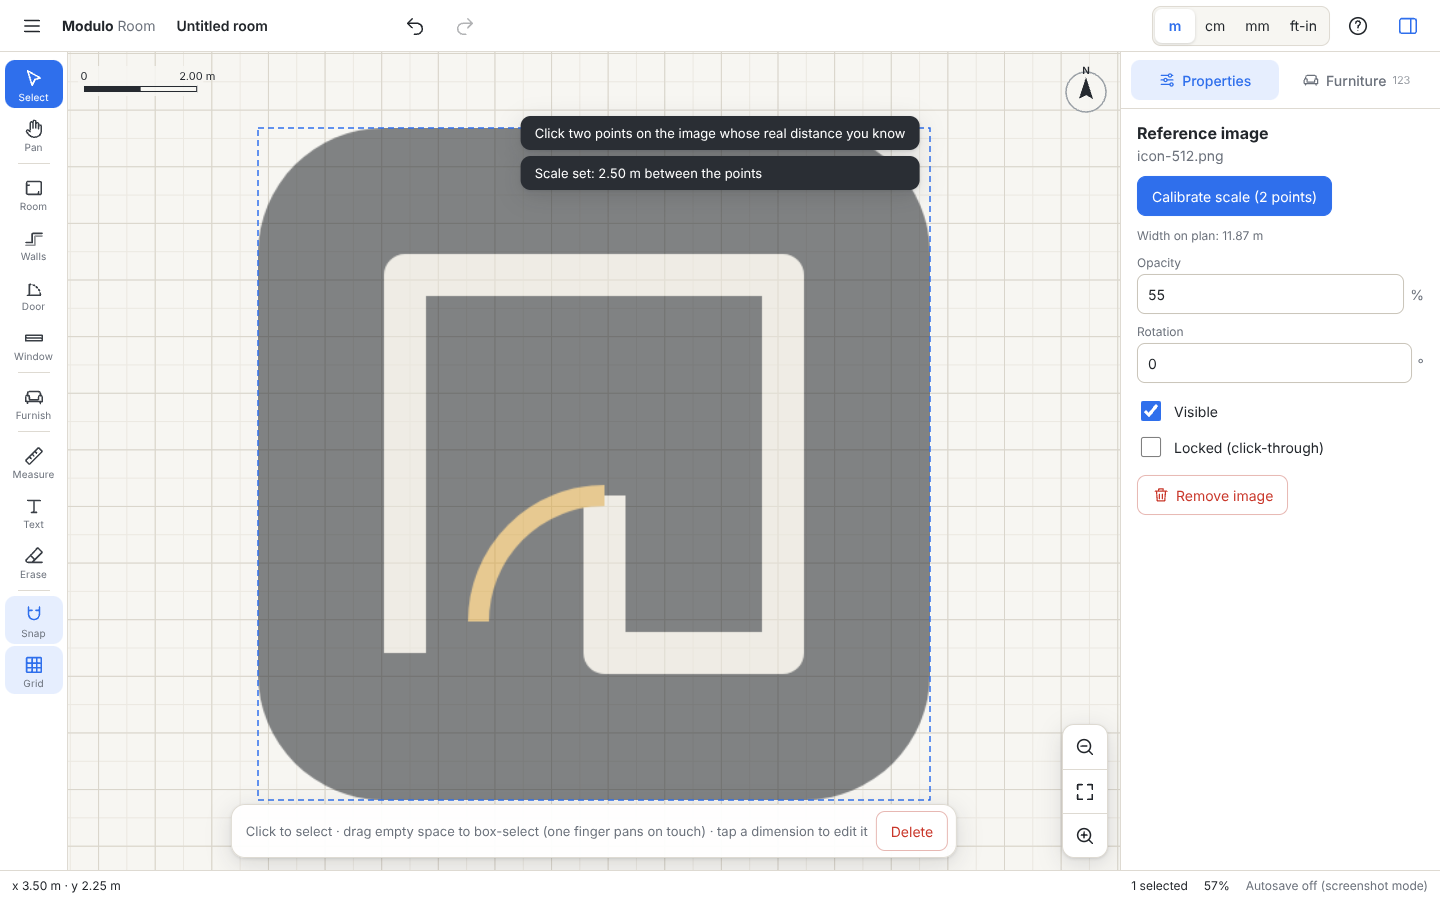 Modulo Room
Untitled room
m cm mm ft-in
Select
Pan
Room
Walls
Door
Window
Furnish
Measure
Text
Erase
Snap
Grid
0 2.00 m
N
Click two points on the image whose real distance you know
Scale set: 2.50 m between the points
Properties
Furniture 123
Reference image
icon-512.png
Calibrate scale (2 points)
Width on plan: 11.87 m
Opacity
55 %
Rotation
0 °
Visible
Locked (click-through)
Remove image
Click to select · drag empty space to box-select (one finger pans on touch) · tap a dimension to edit it
Delete
x 3.50 m · y 2.25 m
1 selected 57% Autosave off (screenshot mode)